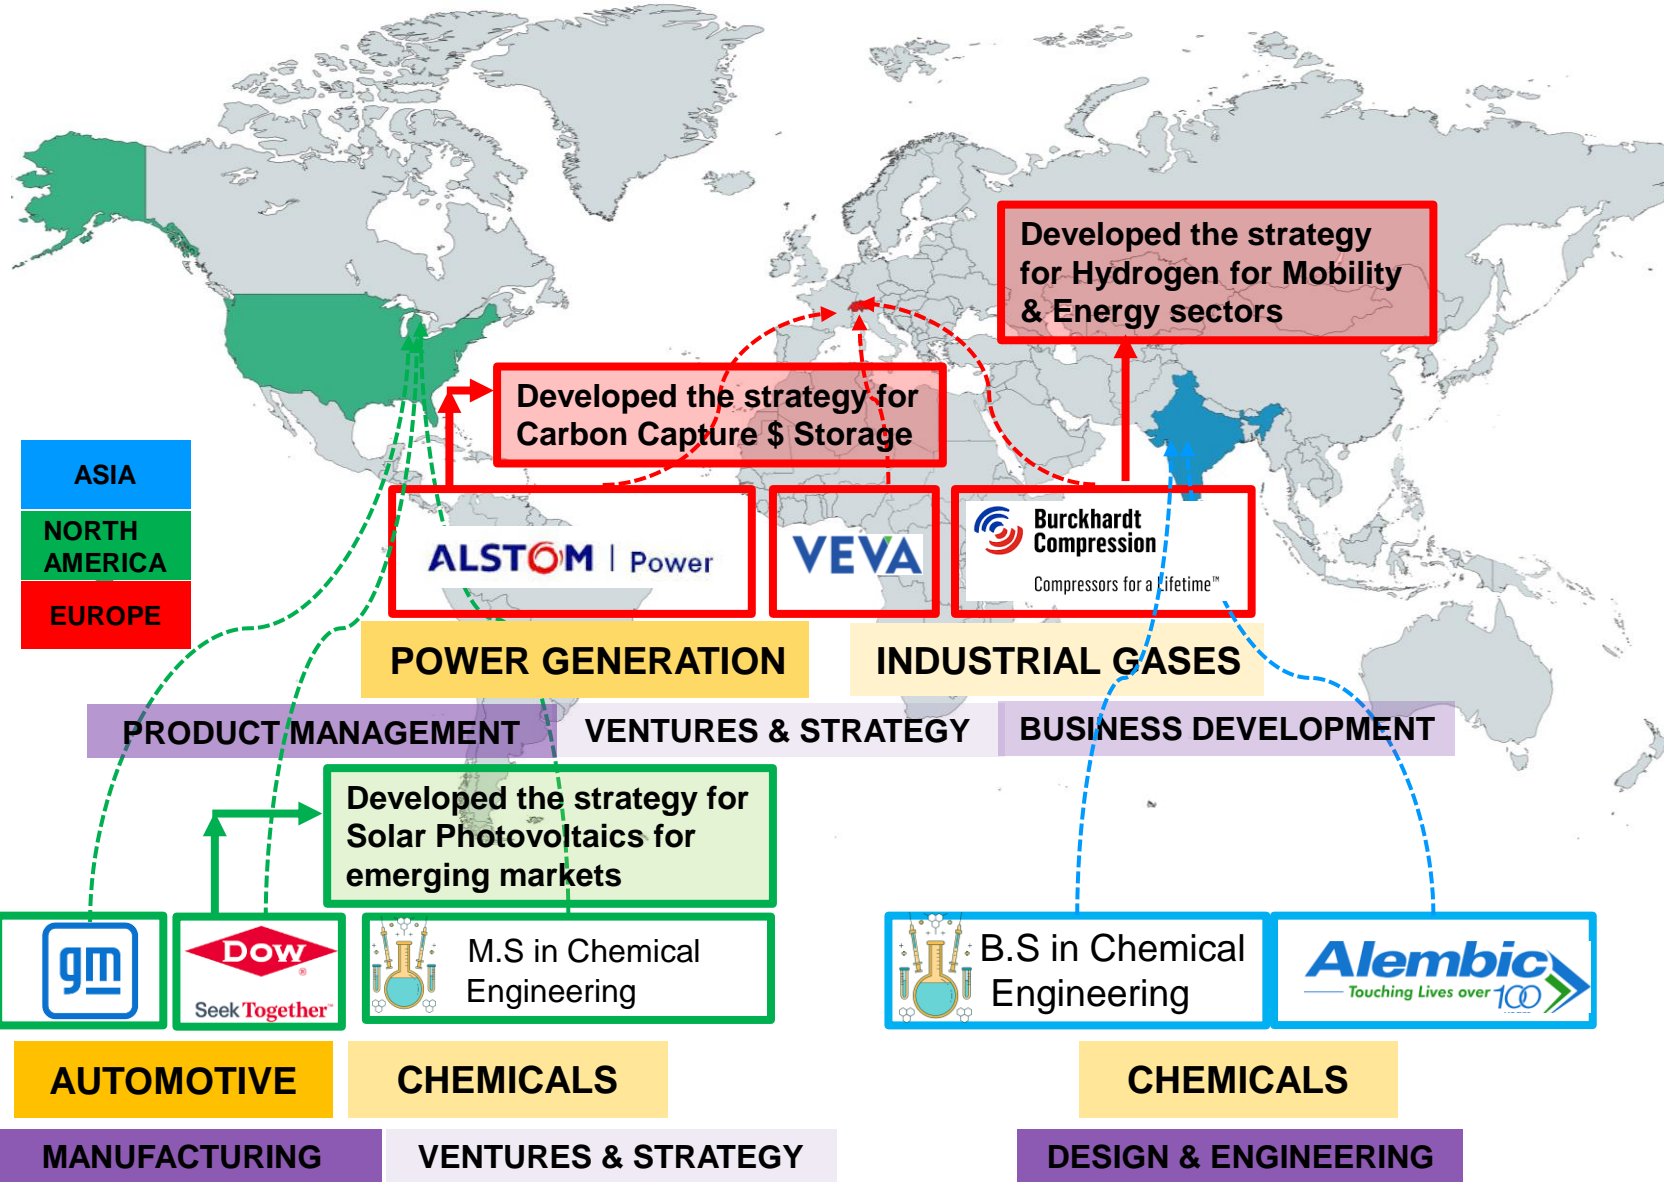 Developed the strategy
for Hydrogen for Mobility
& Energy sectors
Developed the strategy for
Carbon Capture $ Storage
ASIA
NORTH
AMERICA
EUROPE
ALSTOM | Power
VEVA
Burckhardt
Compression
Compressors for a Lifetime™
POWER GENERATION
INDUSTRIAL GASES
PRODUCT MANAGEMENT
VENTURES & STRATEGY
BUSINESS DEVELOPMENT
Developed the strategy for
Solar Photovoltaics for
emerging markets
gm
DOW
Seek Together™
M.S in Chemical
Engineering
B.S in Chemical
Engineering
Alembic
Touching Lives over 100
AUTOMOTIVE
CHEMICALS
CHEMICALS
MANUFACTURING
VENTURES & STRATEGY
DESIGN & ENGINEERING